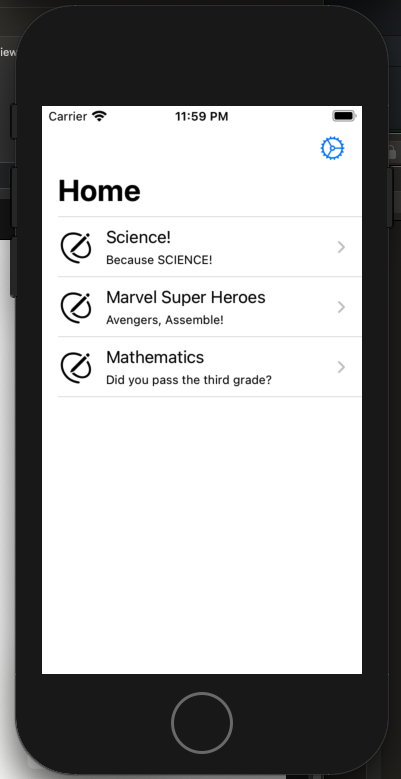 iew
Carrier 11:59 PM
Home
Science!
Because SCIENCE!
Marvel Super Heroes
Avengers, Assemble!
Mathematics
Did you pass the third grade?